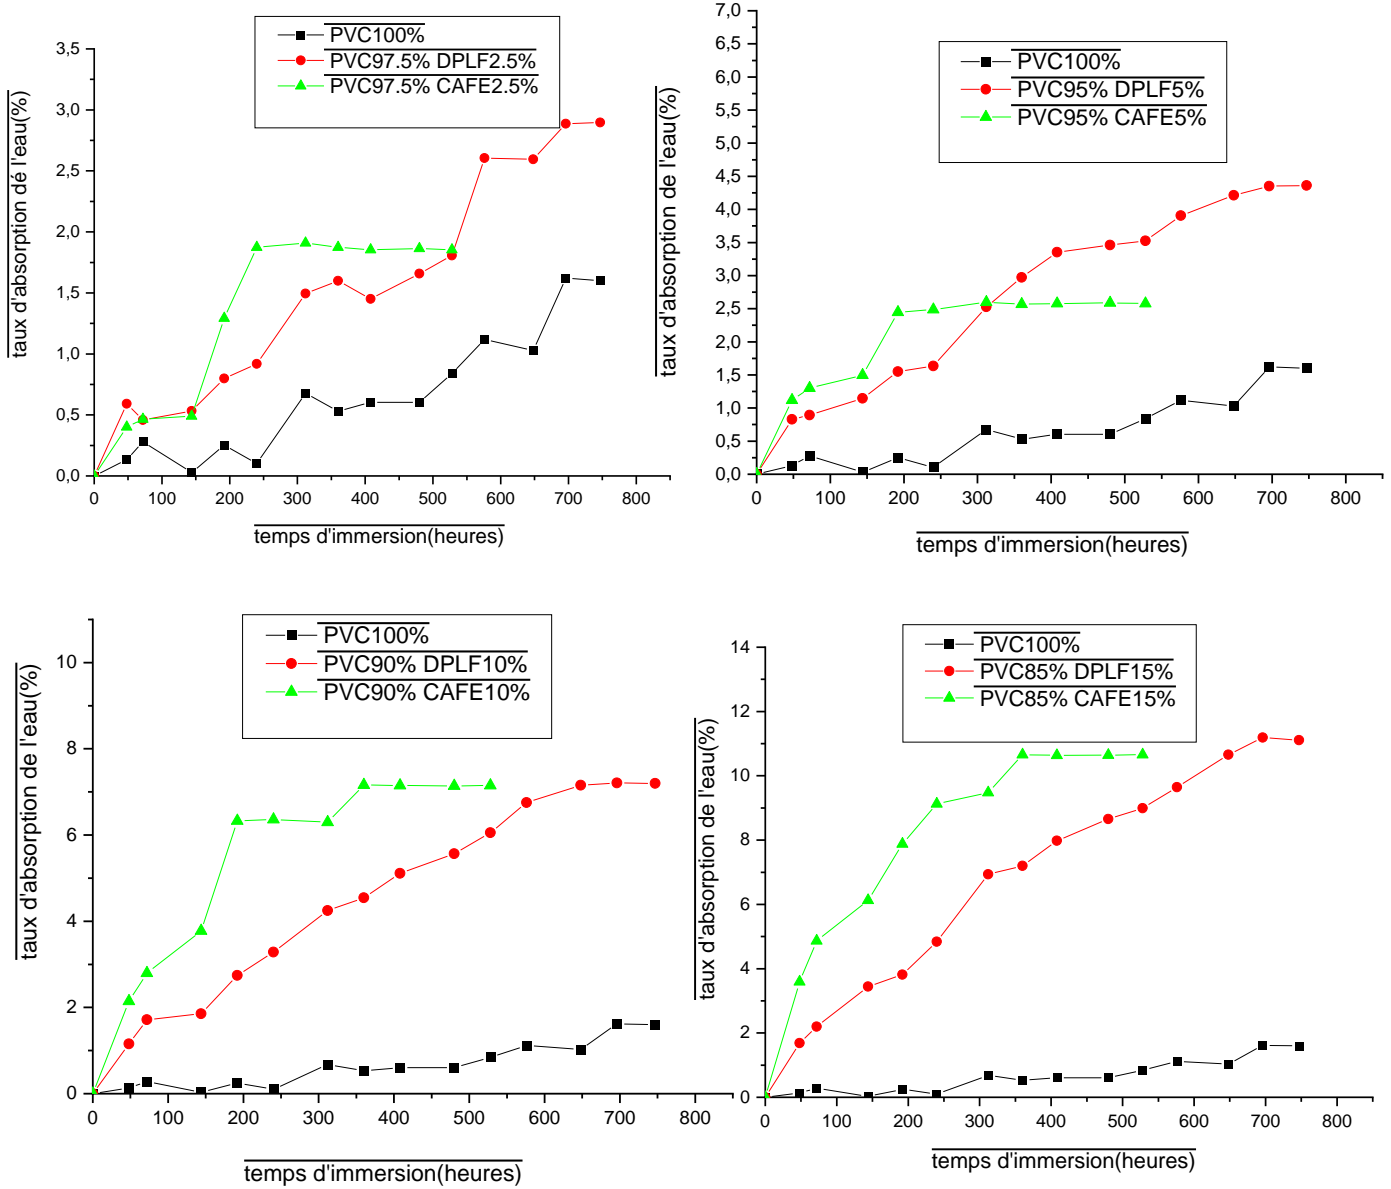 PVC100%
PVC97.5% DPLF2.5%
PVC97.5% CAFE2.5%
taux d'absorption dé l'eau(%)
3,5
3,0
2,5
2,0
1,5
1,0
0,5
0,0
0 100 200 300 400 500 600 700 800
temps d'immersion(heures)
PVC100%
PVC95% DPLF5%
PVC95% CAFE5%
taux d'absorption de l'eau(%)
7,0
6,5
6,0
5,5
5,0
4,5
4,0
3,5
3,0
2,5
2,0
1,5
1,0
0,5
0,0
0 100 200 300 400 500 600 700 800
temps d'immersion(heures)
PVC100%
PVC90% DPLF10%
PVC90% CAFE10%
taux d'absorption de l'eau(%)
10
8
6
4
2
0
0 100 200 300 400 500 600 700 800
temps d'immersion(heures)
PVC100%
PVC85% DPLF15%
PVC85% CAFE15%
taux d'absorption de l'eau(%)
14
12
10
8
6
4
2
0
0 100 200 300 400 500 600 700 800
temps d'immersion(heures)